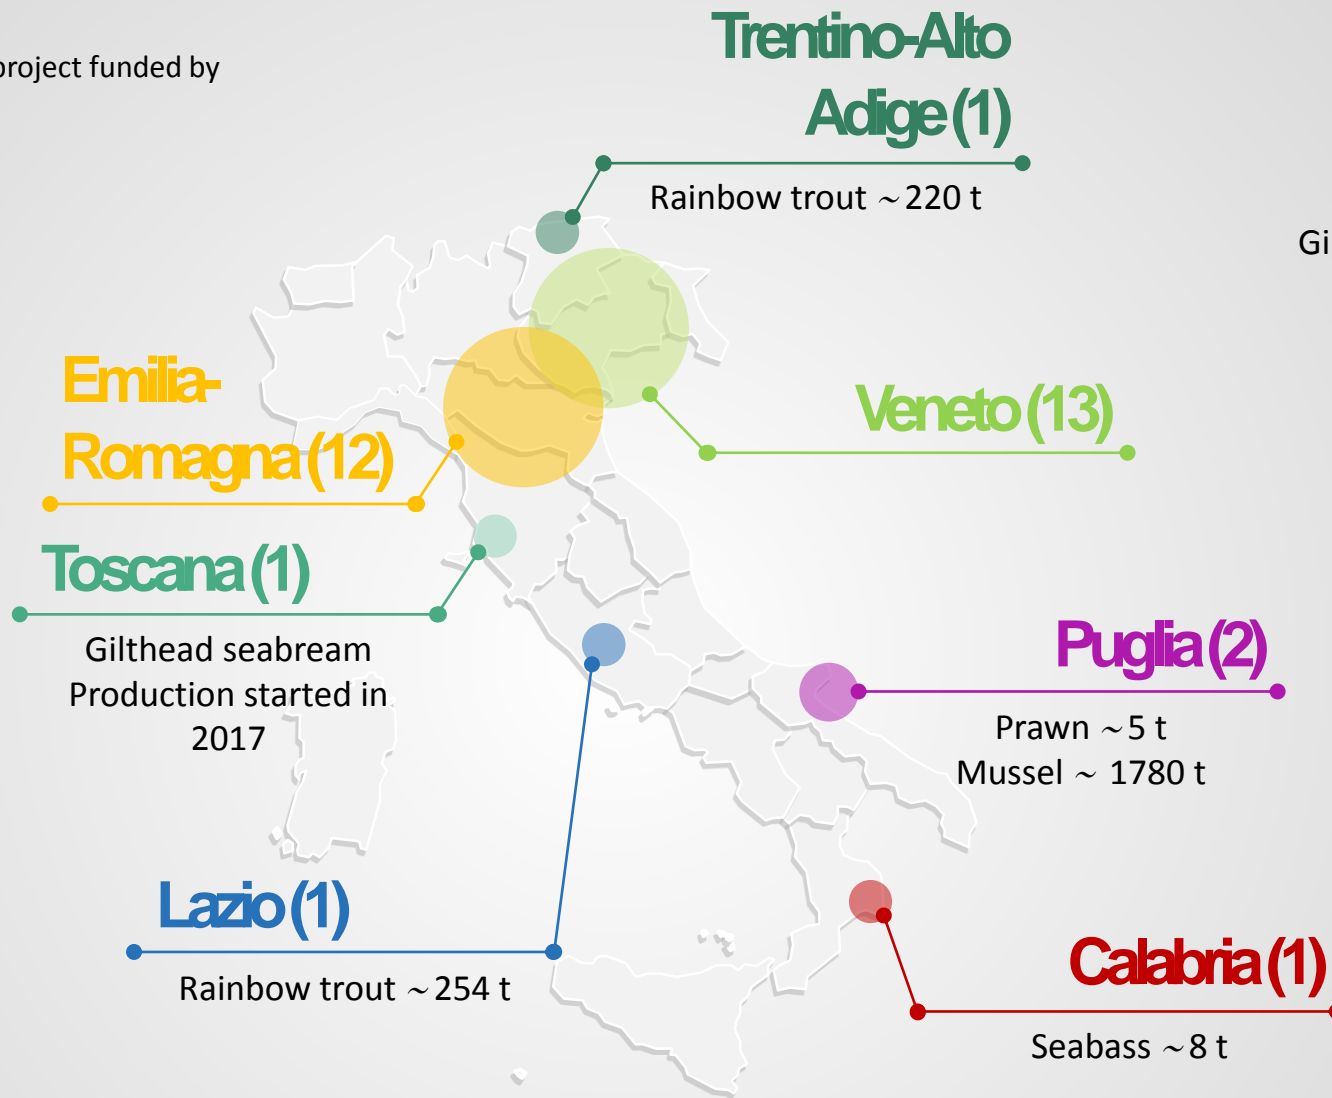 project funded by
Trentino-Alto
Adige (1)
Rainbow trout ~220 t
Gi
Emilia-
Romagna (12)
Veneto (13)
Toscana (1)
Gilthead seabream
Production started in
2017
Puglia (2)
Prawn ~5 t
Mussel ~ 1780 t
Lazio (1)
Rainbow trout ~254 t
Calabria (1)
Seabass ~8 t